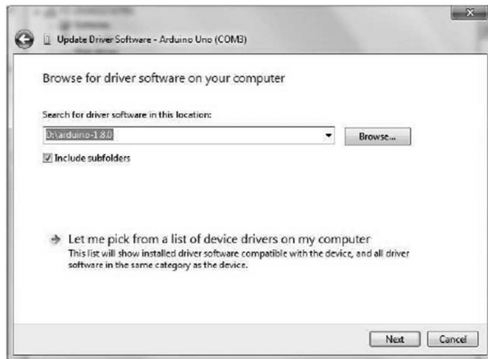 Update Driver Software - Arduino Uno (COM3)
Browse for driver software on your computer
Search for driver software in this location:
D:\arduino-1.8.0
Browse...
Include subfolders
Let me pick from a list of device drivers on my computer
This list will show installed driver software compatible with the device, and all driver
software in the same category as the device.
Next
Cancel